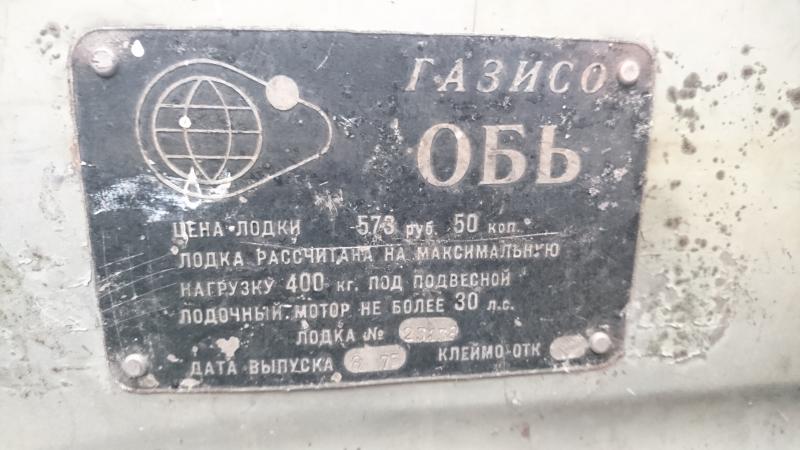 ГАЗИСО
ОБЬ
ЦЕНА ЛОДКИ 573 руб. 50 коп.
ЛОДКА РАССЧИТАНА НА МАКСИМАЛЬНУЮ
НАГРУЗКУ 400 кг. ПОД ПОДВЕСНОЙ
ЛОДОЧНЫЙ МОТОР НЕ БОЛЕЕ 30 л.с.
ЛОДКА №
ДАТА ВЫПУСКА КЛЕЙМО-ОТК